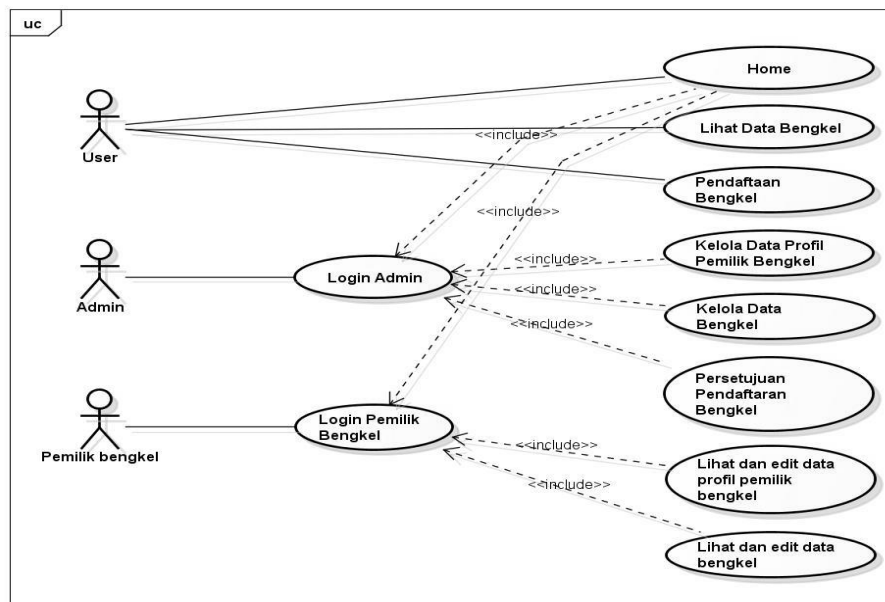 uc
Home
<<include>>
Lihat Data Bengkel
User
Pendaftaan
Bengkel
<<include>>
Kelola Data Profil
Pemilik Bengkel
<<include>>
Login Admin
Admin
<<include>>
Kelola Data
Bengkel
<<include>>
Persetujuan
Pendaftaran
Bengkel
Login Pemilik
Bengkel
Pemilik bengkel
<<include>>
Lihat dan edit data
profil pemilik
bengkel
<<include>>
Lihat dan edit data
bengkel